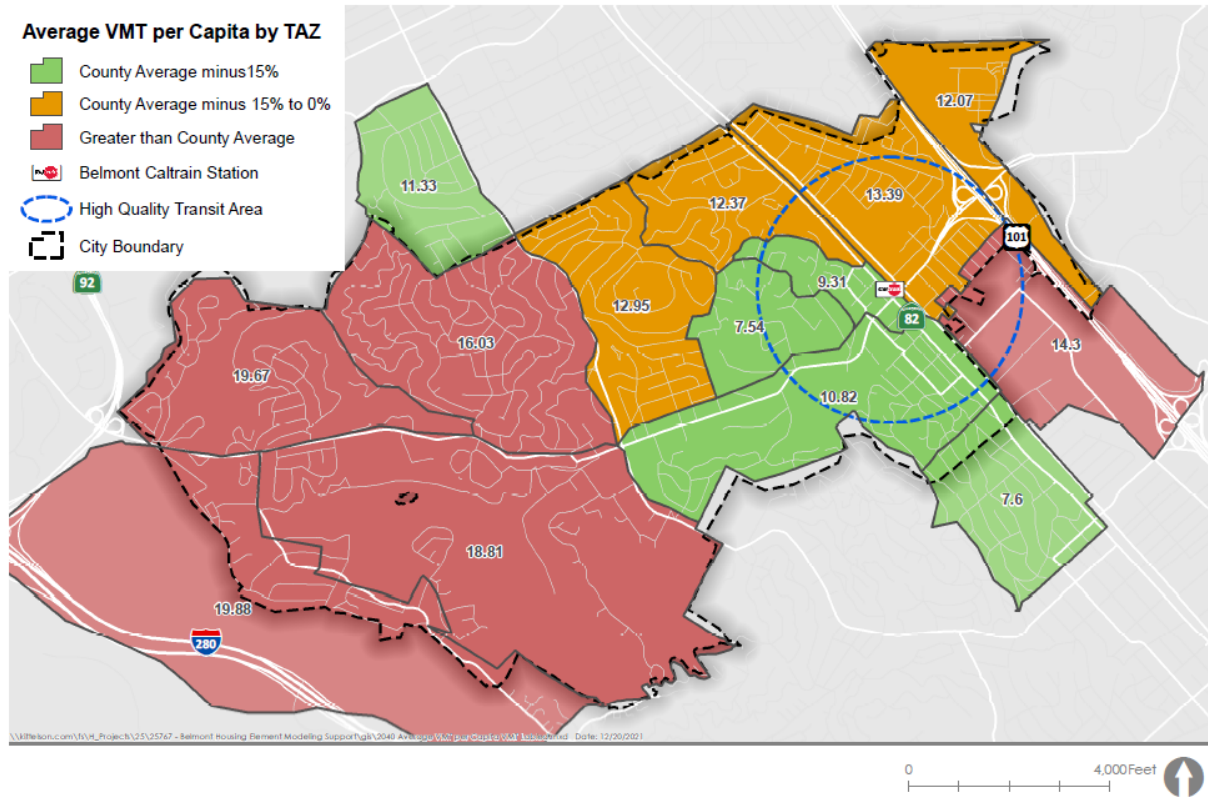 Average VMT per Capita by TAZ
County Average minus15%
County Average minus 15% to 0%
Greater than County Average
Belmont Caltrain Station
High Quality Transit Area
City Boundary
12.07
11.33
13.39
12.37
101
92
9.31
12.95
82
7.54
16.03
14.3
19.67
10.82
7.6
18.81
19.88
280
0
4,000Feet